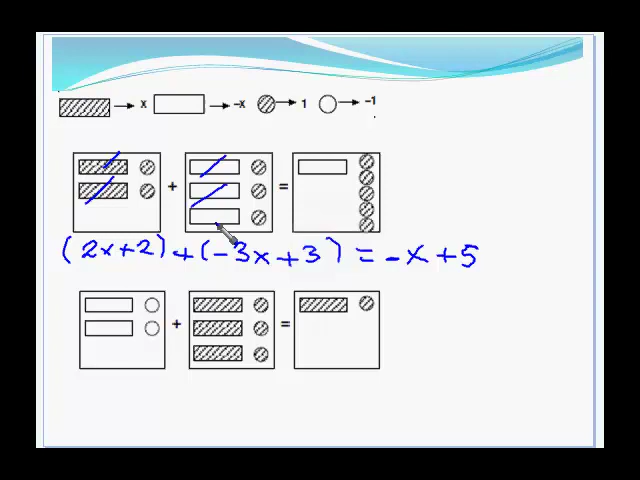 x -x 1 -1
+ =
(2x+2) + (-3x+3) = -x+5
+ =